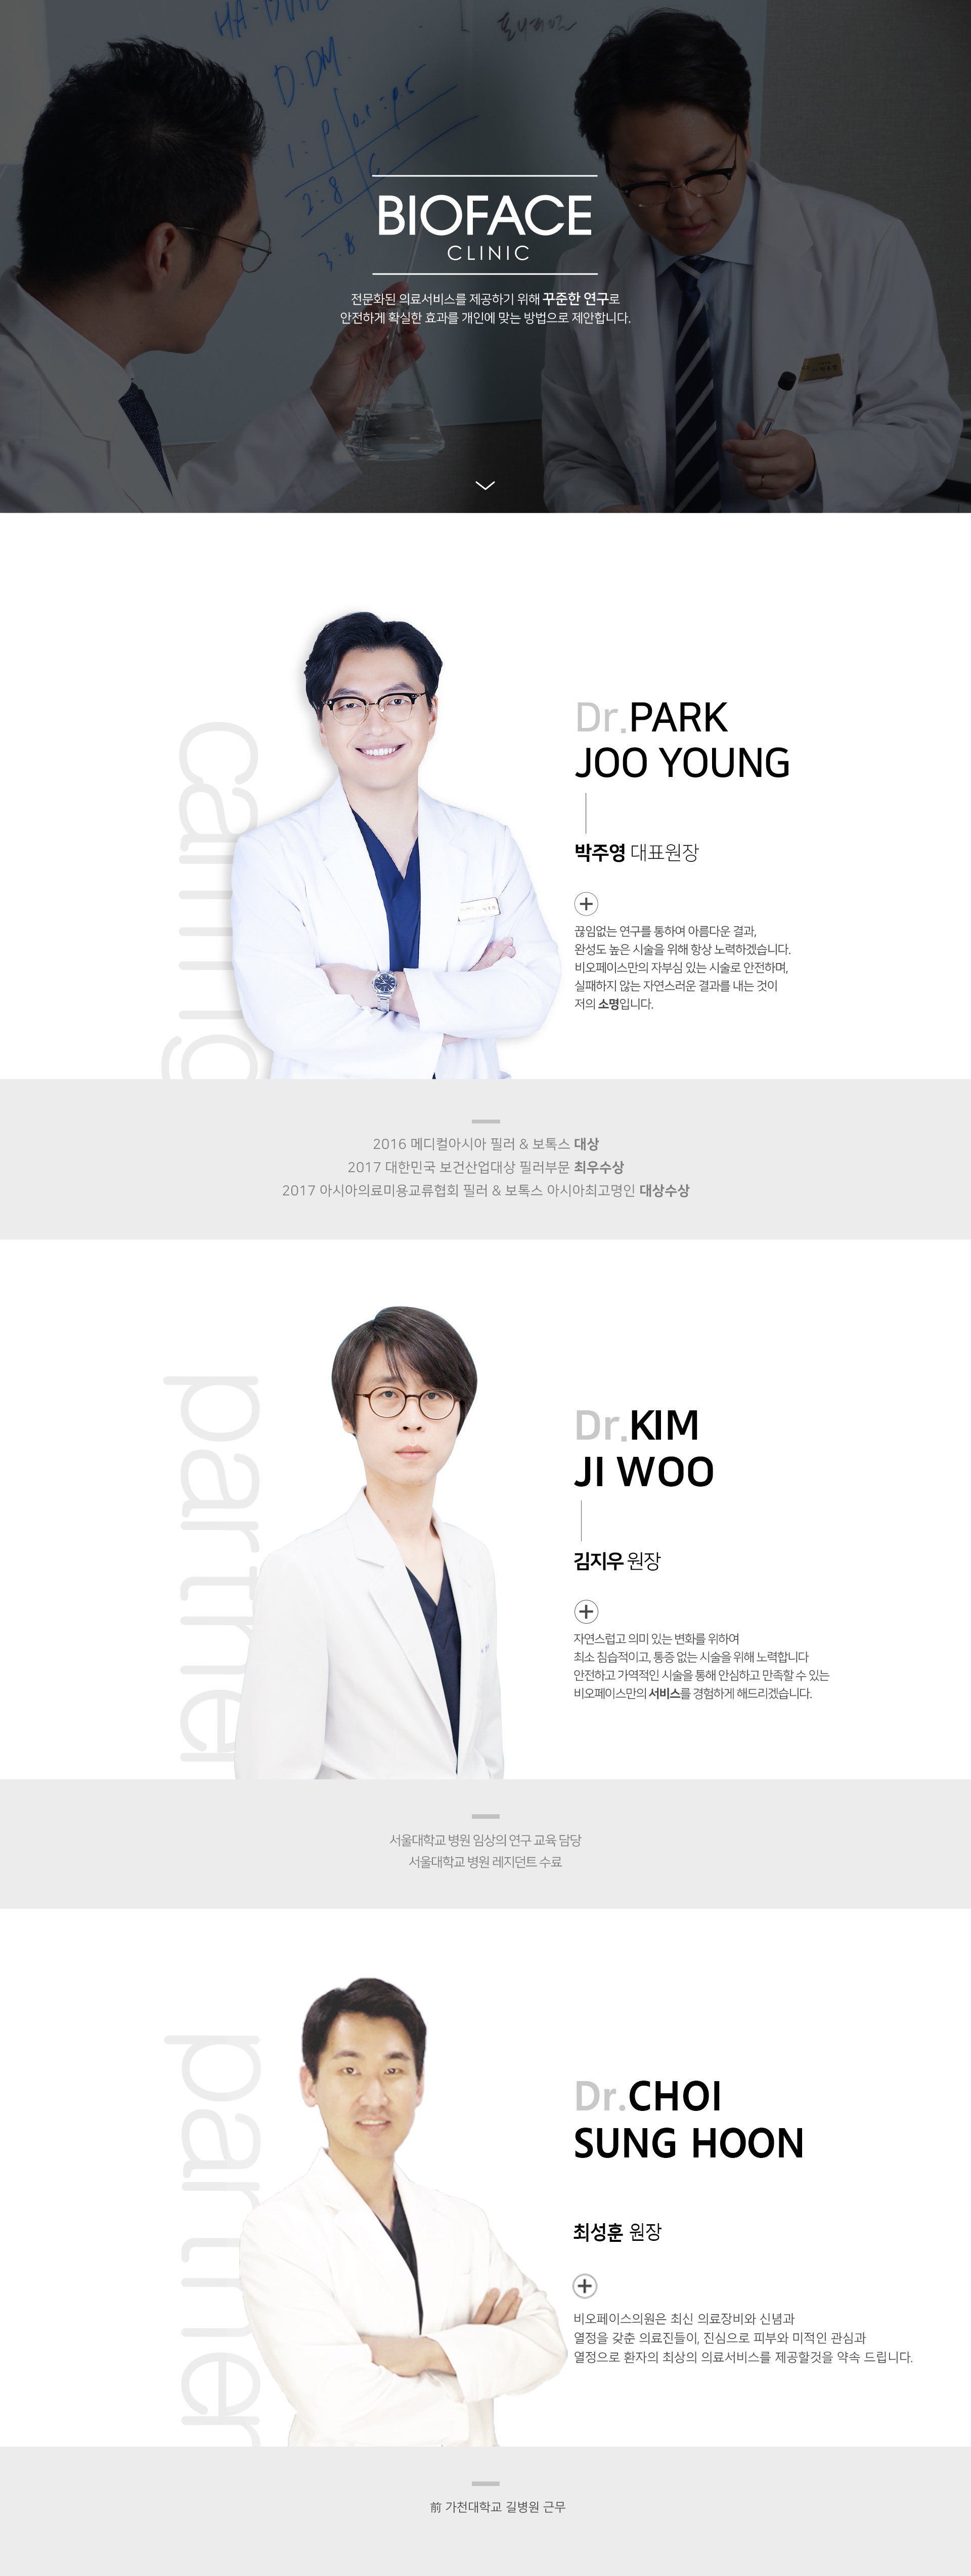 HA-BDDE
D.DM.
1:8
2:8
3:8
BIOFACE
CLINIC
전문화된 의료서비스를 제공하기 위해 꾸준한 연구로
안전하게 확실한 효과를 개인에 맞는 방법으로 제안합니다.
caming
Dr.PARK
JOO YOUNG
박주영 대표원장
끊임없는 연구를 통하여 아름다운 결과,
완성도 높은 시술을 위해 항상 노력하겠습니다.
비오페이스만의 자부심 있는 시술로 안전하며,
실패하지 않는 자연스러운 결과를 내는 것이
저의 소명입니다.
2016 메디컬아시아 필러 & 보톡스 대상
2017 대한민국 보건산업대상 필러부문 최우수상
2017 아시아의료미용교류협회 필러 & 보톡스 아시아최고명인 대상수상
partner
Dr.KIM
JI WOO
김지우 원장
자연스럽고 의미 있는 변화를 위하여
최소 침습적이고, 통증 없는 시술을 위해 노력합니다
안전하고 가역적인 시술을 통해 안심하고 만족할 수 있는
비오페이스만의 서비스를 경험하게 해드리겠습니다.
서울대학교 병원 임상의 연구 교육 담당
서울대학교 병원 레지던트 수료
partner
Dr.CHOI
SUNG HOON
최성훈 원장
비오페이스의원은 최신 의료장비와 신념과
열정을 갖춘 의료진들이, 진심으로 피부와 미적인 관심과
열정으로 환자의 최상의 의료서비스를 제공할것을 약속 드립니다.
前 가천대학교 길병원 근무